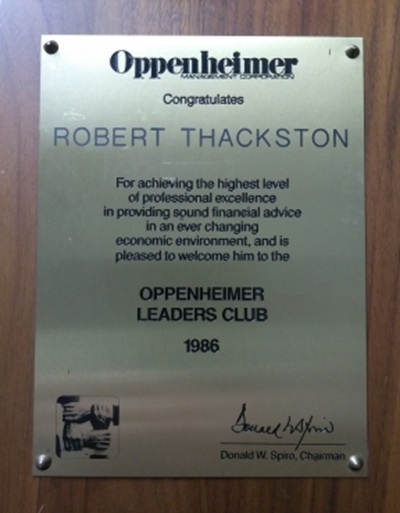 Oppenheimer
MANAGEMENT CORPORATION
Congratulates
ROBERT THACKSTON
For achieving the highest level
of professional excellence
in providing sound financial advice
in an ever changing
economic environment, and is
pleased to welcome him to the
OPPENHEIMER
LEADERS CLUB
1986
Donald W. Spiro
Donald W. Spiro, Chairman